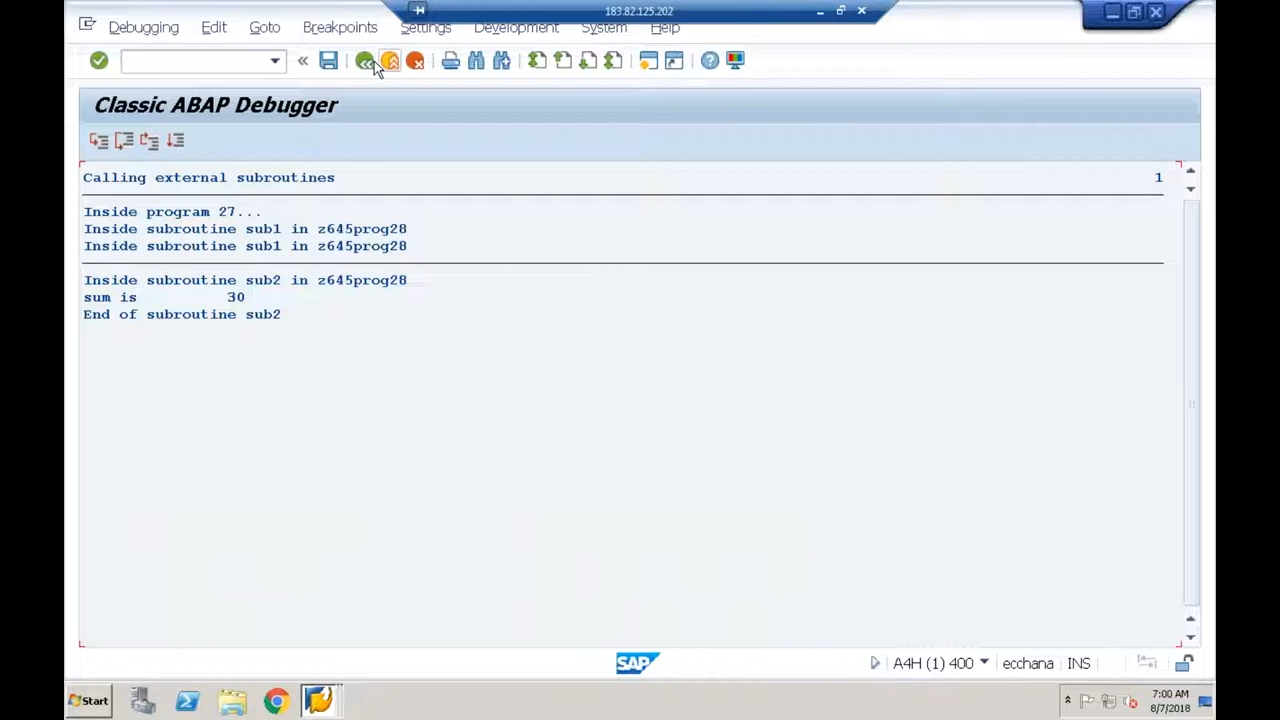 183.82.125.202
Debugging Edit Goto Breakpoints Settings Development System Help
Classic ABAP Debugger
Calling external subroutines 1
Inside program 27...
Inside subroutine sub1 in z645prog28
Inside subroutine sub1 in z645prog28
Inside subroutine sub2 in z645prog28
sum is 30
End of subroutine sub2
SAP
A4H (1) 400 ecchana INS
Start
7:00 AM
8/7/2018